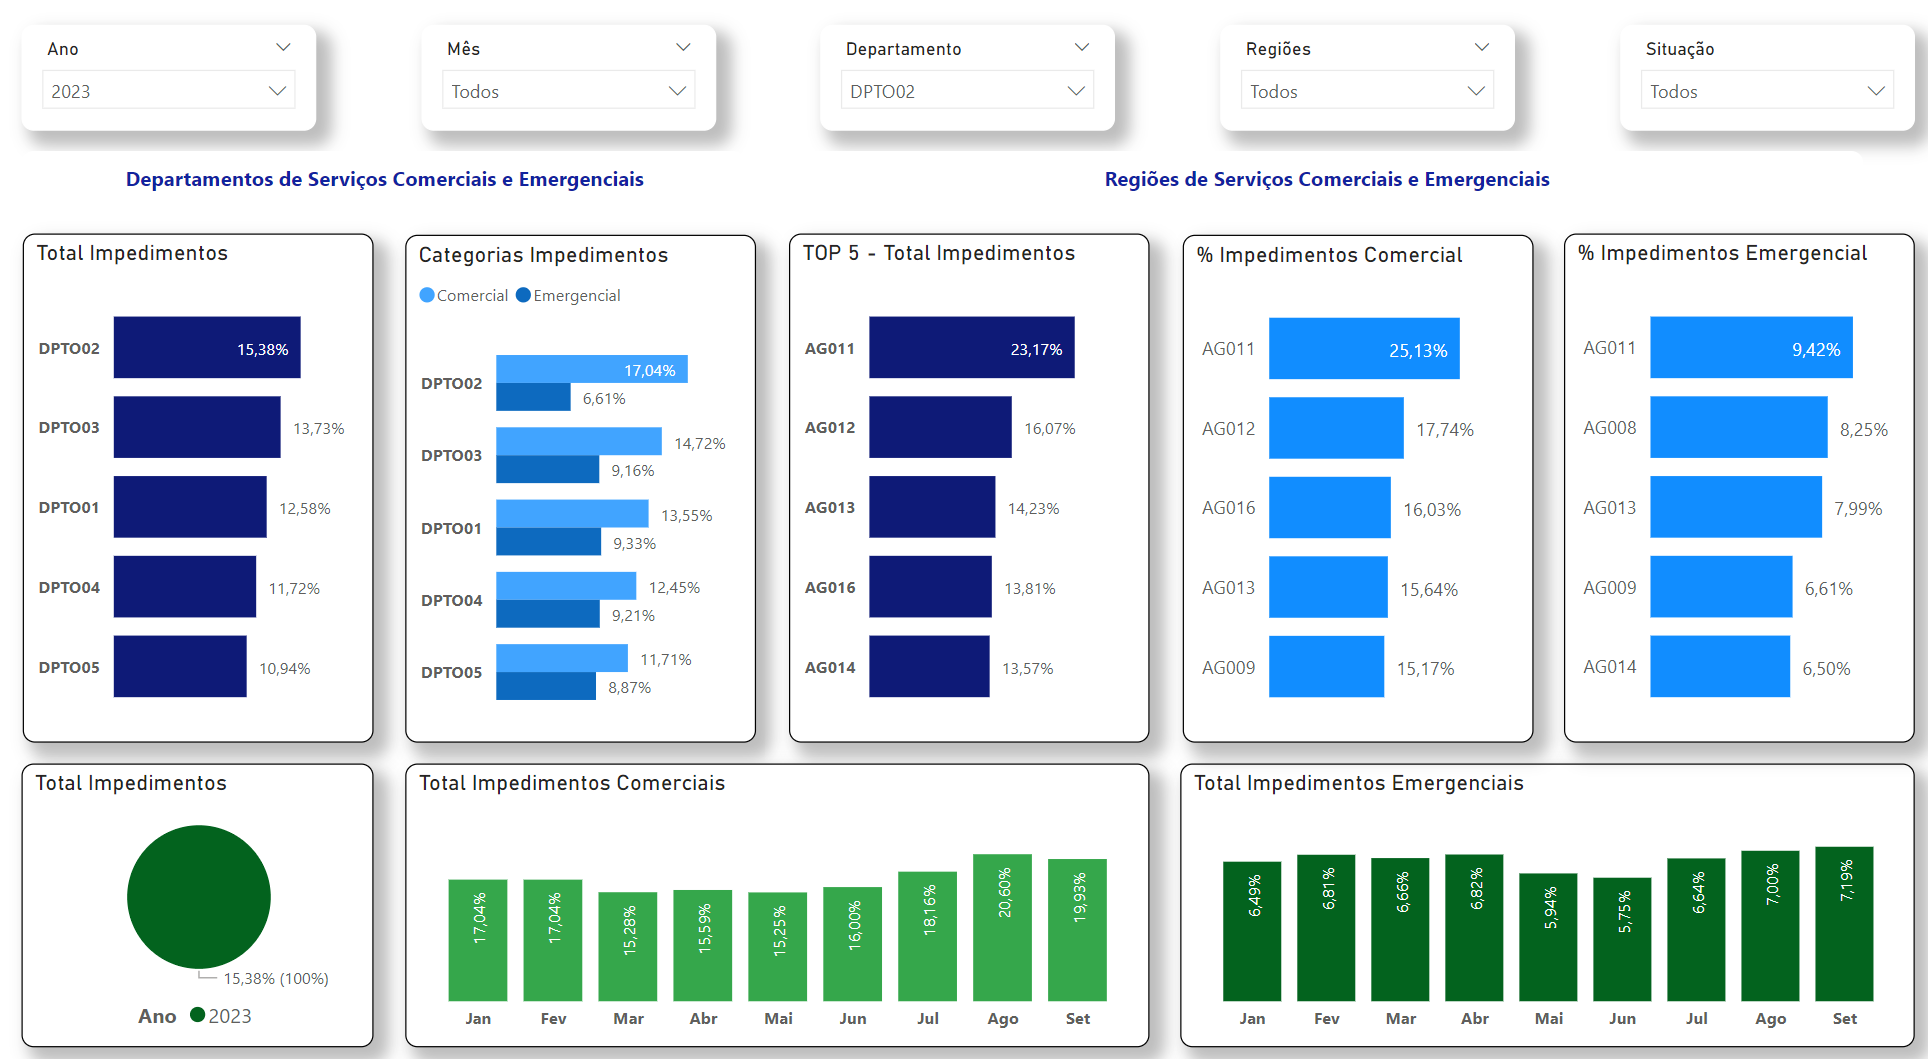 Ano
2023
Mês
Todos
Departamento
DPTO02
Regiões
Todos
Situação
Todos
Departamentos de Serviços Comerciais e Emergenciais
Regiões de Serviços Comerciais e Emergenciais
Total Impedimentos
DPTO02 15,38%
DPTO03 13,73%
DPTO01 12,58%
DPTO04 11,72%
DPTO05 10,94%
Categorias Impedimentos
Comercial Emergencial
DPTO02 17,04%
6,61%
DPTO03 14,72%
9,16%
DPTO01 13,55%
9,33%
DPTO04 12,45%
9,21%
DPTO05 11,71%
8,87%
TOP 5 - Total Impedimentos
AG011 23,17%
AG012 16,07%
AG013 14,23%
AG016 13,81%
AG014 13,57%
% Impedimentos Comercial
AG011 25,13%
AG012 17,74%
AG016 16,03%
AG013 15,64%
AG009 15,17%
% Impedimentos Emergencial
AG011 9,42%
AG008 8,25%
AG013 7,99%
AG009 6,61%
AG014 6,50%
Total Impedimentos
15,38% (100%)
Ano 2023
Total Impedimentos Comerciais
17,04% 17,04% 15,28% 15,59% 15,25% 16,00% 18,16% 20,60% 19,93%
Jan Fev Mar Abr Mai Jun Jul Ago Set
Total Impedimentos Emergenciais
6,49% 6,81% 6,66% 6,82% 5,94% 5,75% 6,64% 7,00% 7,19%
Jan Fev Mar Abr Mai Jun Jul Ago Set